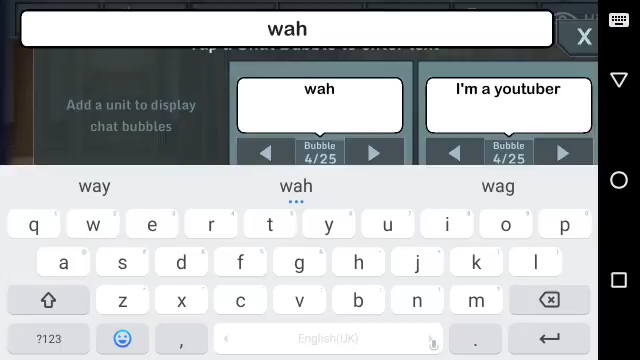 wah
X
Tap a Chat Bubble to enter text
Add a unit to display
chat bubbles
wah
I'm a youtuber
Bubble
4/25
Bubble
4/25
way wah wag
q w e r t y u i o p
a s d f g h j k l
z x c v b n m
?123 , English(UK) .